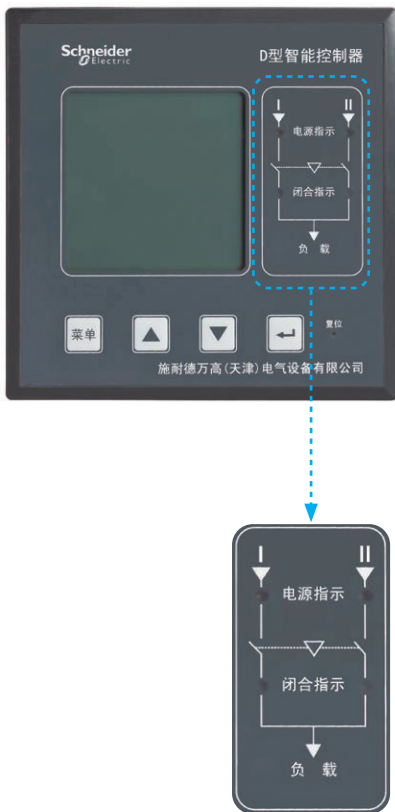 Schneider
Electric
D型智能控制器
I II
电源指示
闭合指示
负 载
菜单
复位
施耐德万高(天津)电气设备有限公司
I II
电源指示
闭合指示
负 载